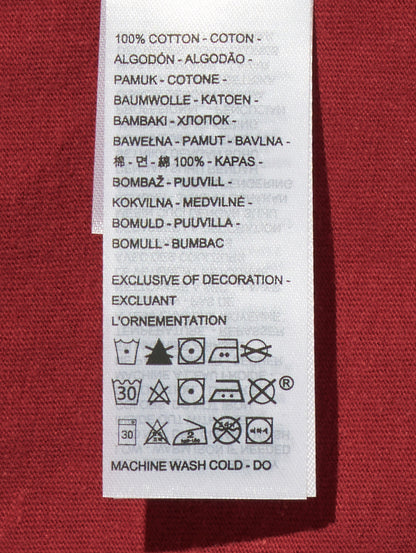 100% COTTON - COTON -
ALGODÓN - ALGODÃO -
PAMUK - COTONE -
BAUMWOLLE - KATOEN -
BAMBAKI - ХЛОПОК -
BAWEŁNA - PAMUT - BAVLNA -
棉 - 면 - 綿 100% - KAPAS -
BOMBAŽ - PUUVILL -
KOKVILNA - MEDVILNĖ -
BOMULD - PUUVILLA -
BOMULL - BUMBAC
EXCLUSIVE OF DECORATION -
EXCLUANT
L'ORNEMENTATION
30 ®
30
MACHINE WASH COLD - DO